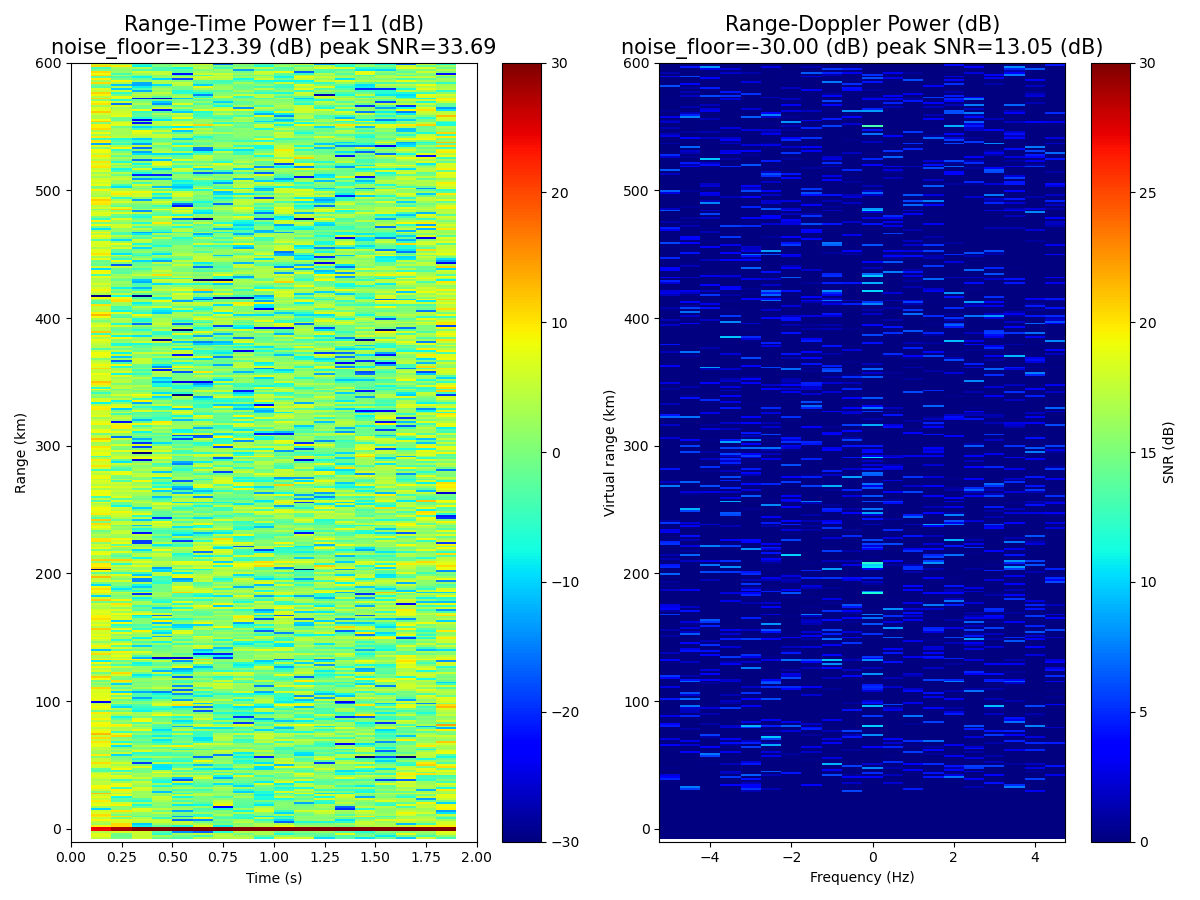 Range-Time Power f=11 (dB)
noise_floor=-123.39 (dB) peak SNR=33.69
Range-Doppler Power (dB)
noise_floor=-30.00 (dB) peak SNR=13.05 (dB)
Range (km)
600
500
400
300
200
100
0
0.00 0.25 0.50 0.75 1.00 1.25 1.50 1.75 2.00
Time (s)
30
20
10
0
−10
−20
−30
Virtual range (km)
600
500
400
300
200
100
0
−4 −2 0 2 4
Frequency (Hz)
30
25
20
15
10
5
0
SNR (dB)